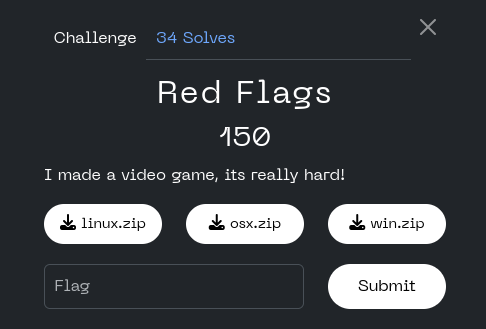 Challenge 34 Solves
Red Flags
150
I made a video game, its really hard!
linux.zip osx.zip win.zip
Flag Submit